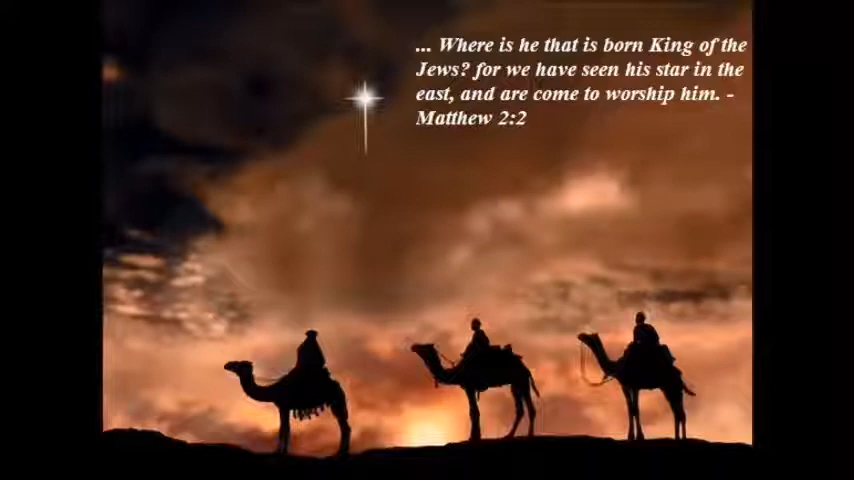 ... Where is he that is born King of the
Jews? for we have seen his star in the
east, and are come to worship him. -
Matthew 2:2